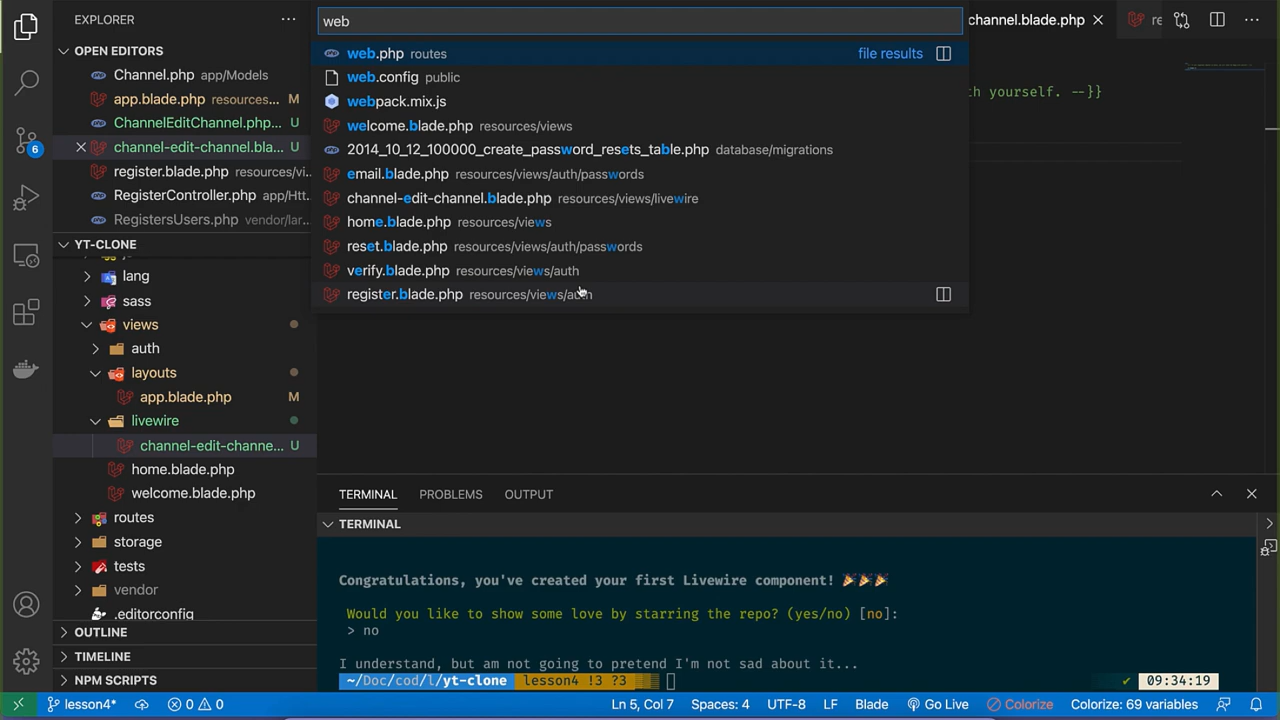 EXPLORER
OPEN EDITORS
Channel.php app/Models
app.blade.php resources... M
ChannelEditChannel.php... U
channel-edit-channel.bla... U
register.blade.php resources/vi...
RegisterController.php app/Htt...
RegistersUsers.php vendor/lar...
YT-CLONE
lang
sass
views
auth
layouts
app.blade.php M
livewire
channel-edit-channe... U
home.blade.php
welcome.blade.php
routes
storage
tests
vendor
.editorconfig
OUTLINE
TIMELINE
NPM SCRIPTS
6
web
web.php routes file results
web.config public
webpack.mix.js
welcome.blade.php resources/views
2014_10_12_100000_create_password_resets_table.php database/migrations
email.blade.php resources/views/auth/passwords
channel-edit-channel.blade.php resources/views/livewire
home.blade.php resources/views
reset.blade.php resources/views/auth/passwords
verify.blade.php resources/views/auth
register.blade.php resources/views/auth
channel.blade.php re
th yourself. --}}
TERMINAL PROBLEMS OUTPUT
TERMINAL
Congratulations, you've created your first Livewire component! 🎉🎉🎉
Would you like to show some love by starring the repo? (yes/no) [no]:
> no
I understand, but am not going to pretend I'm not sad about it...
~/Doc/cod/l/yt-clone lesson4 !3 ?3 ✓ 09:34:19
lesson4* 0 0 Ln 5, Col 7 Spaces: 4 UTF-8 LF Blade Go Live Colorize Colorize: 69 variables